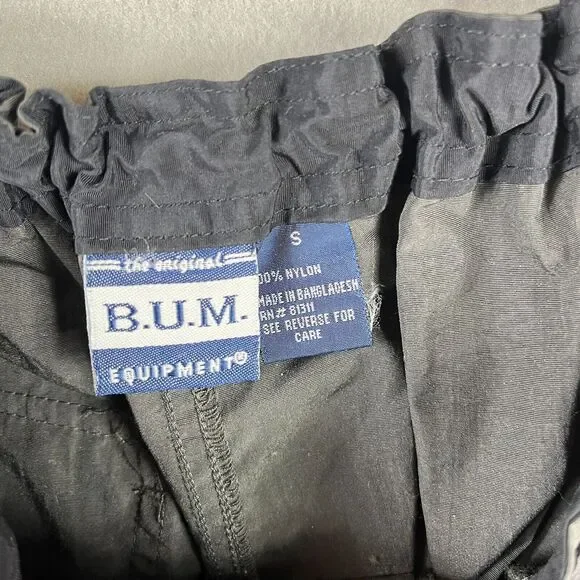 the original
B.U.M.
EQUIPMENT®
S
00% NYLON
MADE IN BANGLADESH
RN# 81311
SEE REVERSE FOR
CARE